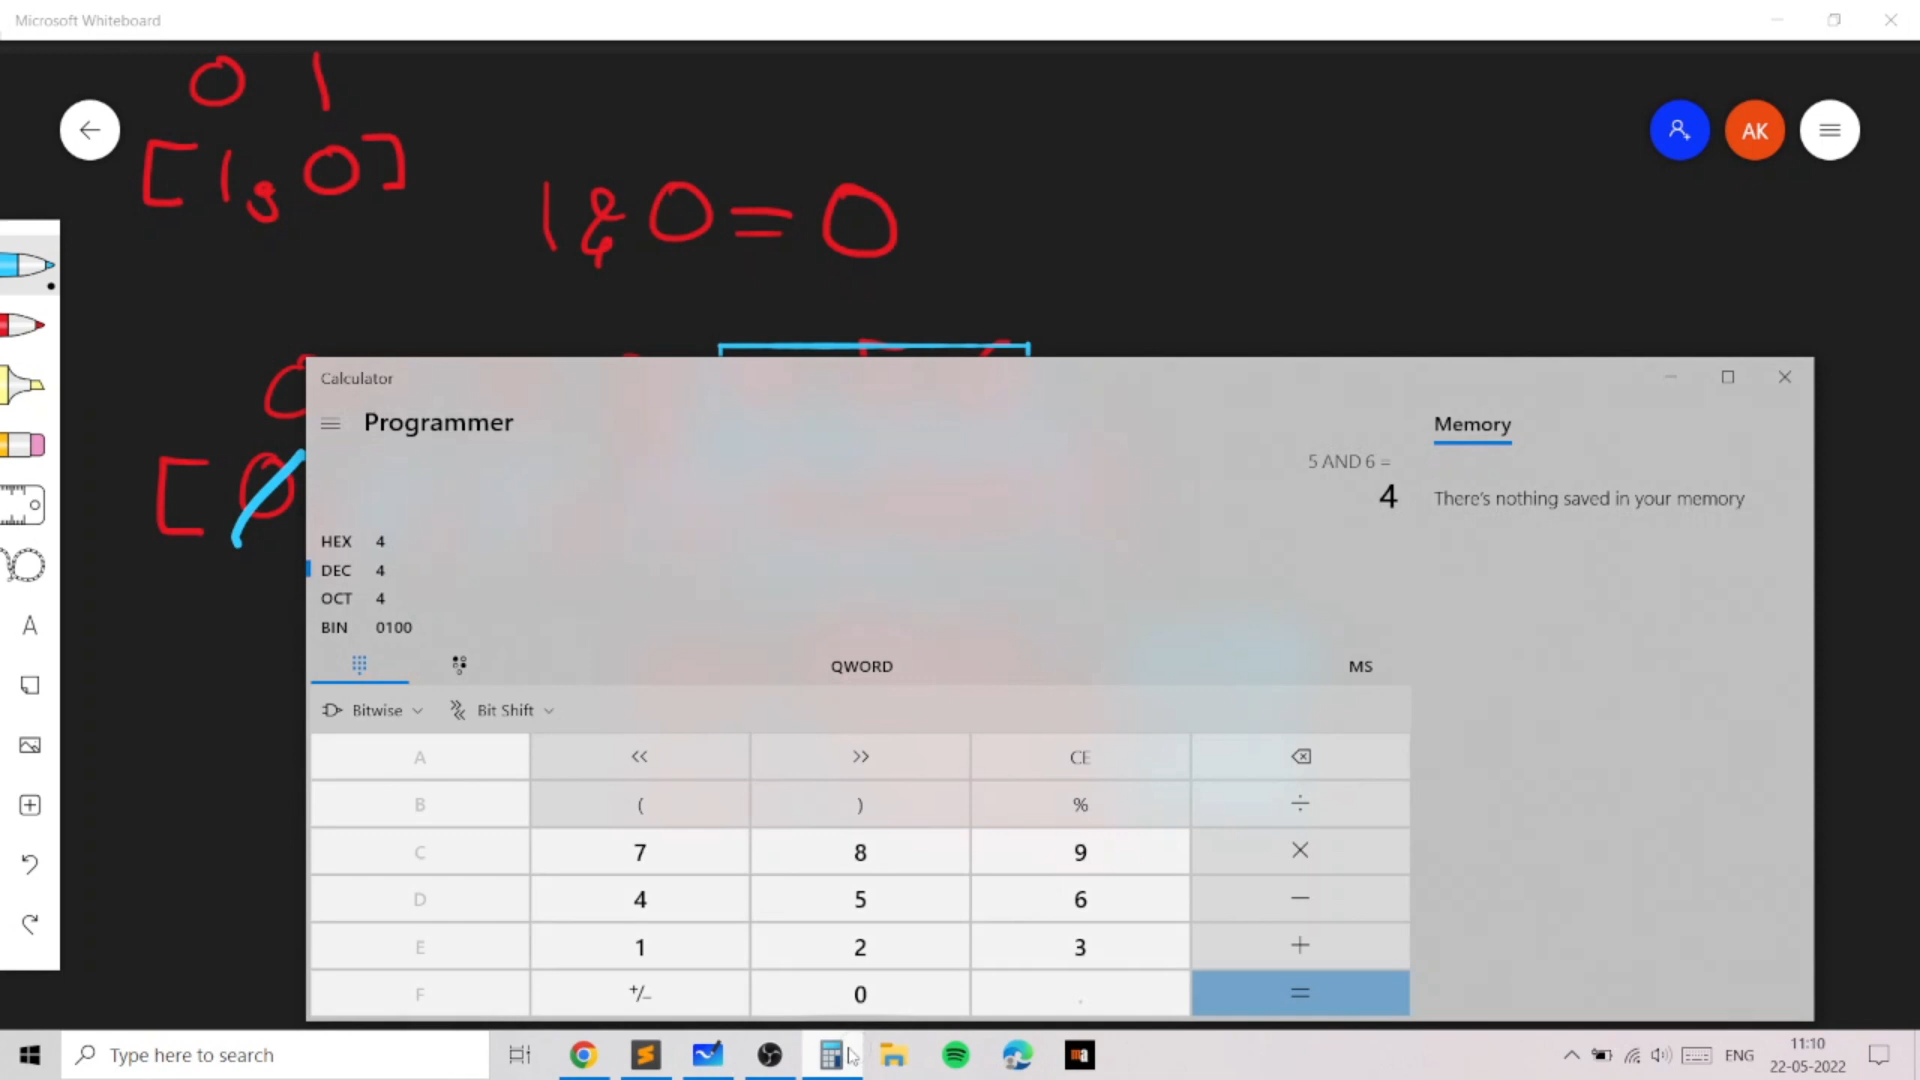 Microsoft Whiteboard
0 1
[1, 0]
1 & 0 = 0
AK
[0
Calculator
Programmer
Memory
5 AND 6 =
4
There's nothing saved in your memory
HEX 4
DEC 4
OCT 4
BIN 0100
QWORD
MS
Bitwise
Bit Shift
A << >> CE
B ( ) % ÷
C 7 8 9 ×
D 4 5 6 −
E 1 2 3 +
F +/− 0 . =
A
Type here to search
ma
ENG
11:10
22-05-2022